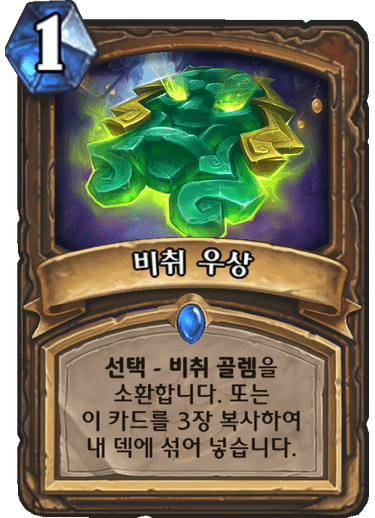 1
비취 우상
선택 - 비취 골렘을
소환합니다. 또는
이 카드를 3장 복사하여
내 덱에 섞어 넣습니다.